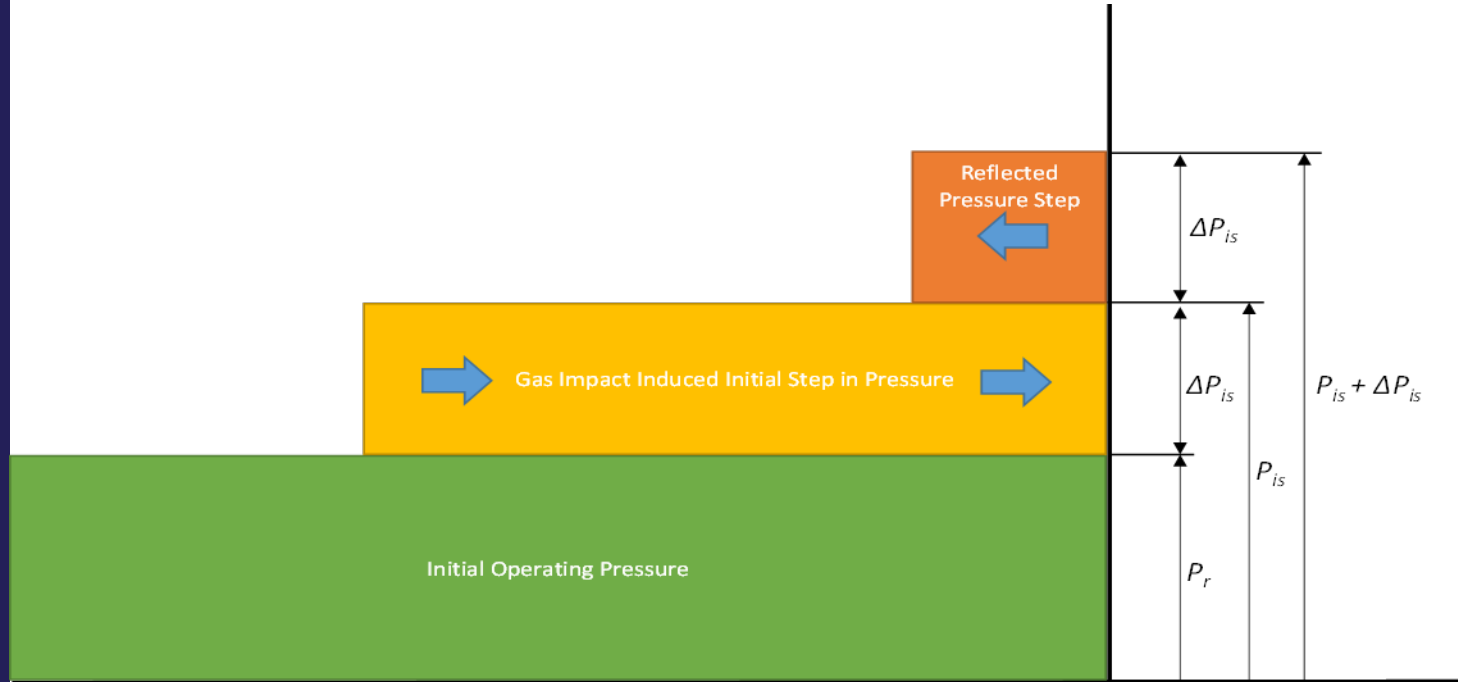 Reflected
Pressure Step
ΔP_is
Gas Impact Induced Initial Step in Pressure
ΔP_is
P_is + ΔP_is
P_is
Initial Operating Pressure
P_r